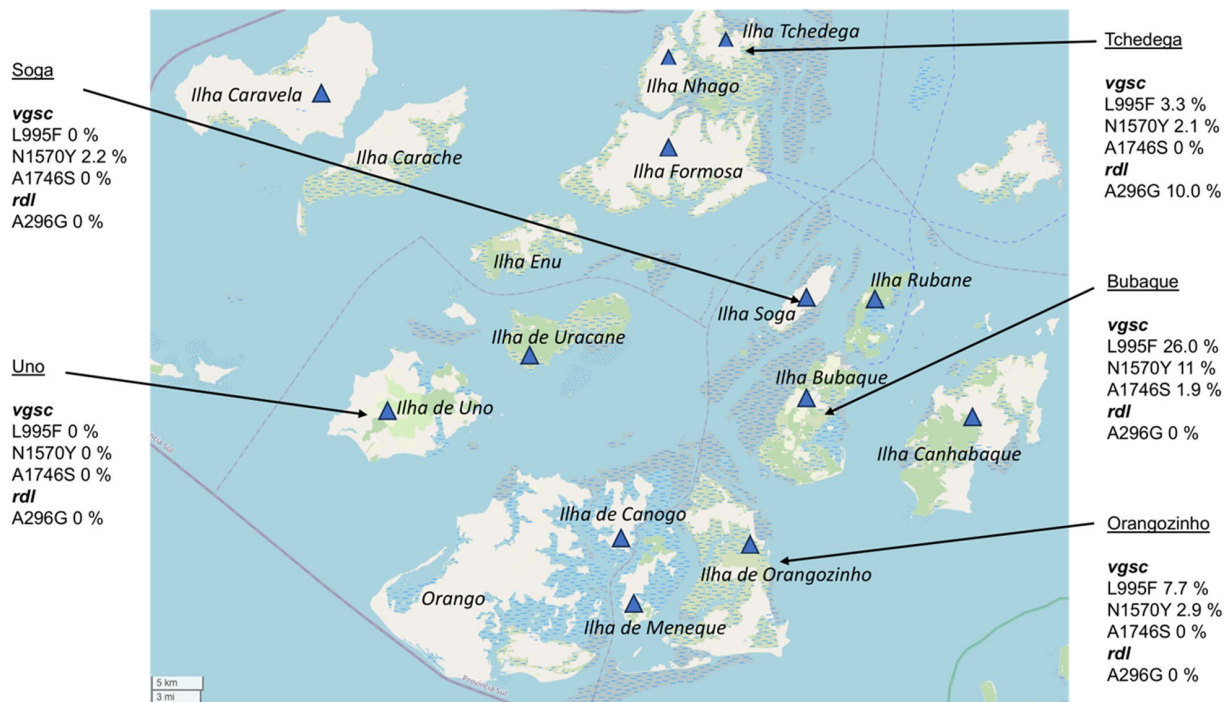 Soga
vgsc
L995F 0 %
N1570Y 2.2 %
A1746S 0 %
rdl
A296G 0 %
Uno
vgsc
L995F 0 %
N1570Y 0 %
A1746S 0 %
rdl
A296G 0 %
Ilha Tchedega
Ilha Nhago
Ilha Caravela
Ilha Carache
Ilha Formosa
Ilha Enu
Ilha Rubane
Ilha Soga
Ilha de Uracane
Ilha Bubaque
Ilha de Uno
Ilha Canhabaque
Ilha de Canogo
Ilha de Orangozinho
Orango
Ilha de Meneque
Província Sul
Província Sul
5 km
3 mi
Tchedega
vgsc
L995F 3.3 %
N1570Y 2.1 %
A1746S 0 %
rdl
A296G 10.0 %
Bubaque
vgsc
L995F 26.0 %
N1570Y 11 %
A1746S 1.9 %
rdl
A296G 0 %
Orangozinho
vgsc
L995F 7.7 %
N1570Y 2.9 %
A1746S 0 %
rdl
A296G 0 %